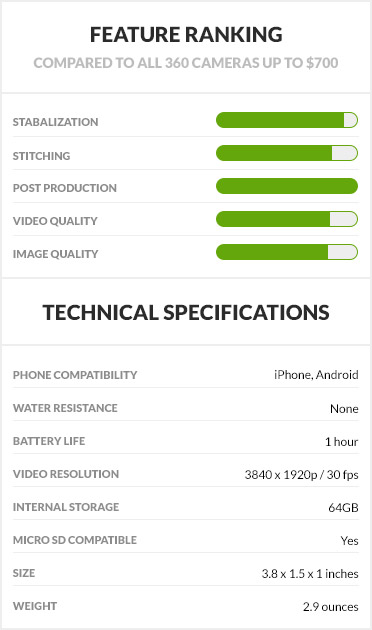 FEATURE RANKING
COMPARED TO ALL 360 CAMERAS UP TO $700
STABALIZATION
STITCHING
POST PRODUCTION
VIDEO QUALITY
IMAGE QUALITY
TECHNICAL SPECIFICATIONS
PHONE COMPATIBILITY iPhone, Android
WATER RESISTANCE None
BATTERY LIFE 1 hour
VIDEO RESOLUTION 3840 x 1920p / 30 fps
INTERNAL STORAGE 64GB
MICRO SD COMPATIBLE Yes
SIZE 3.8 x 1.5 x 1 inches
WEIGHT 2.9 ounces